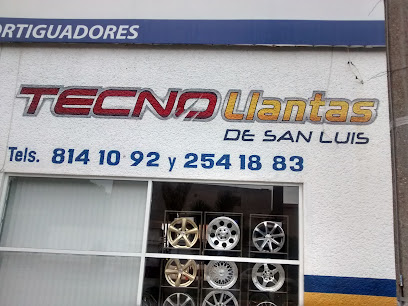 ORTIGUADORES
TECNO Llantas
DE SAN LUIS
Tels. 814 10 92 y 254 18 83